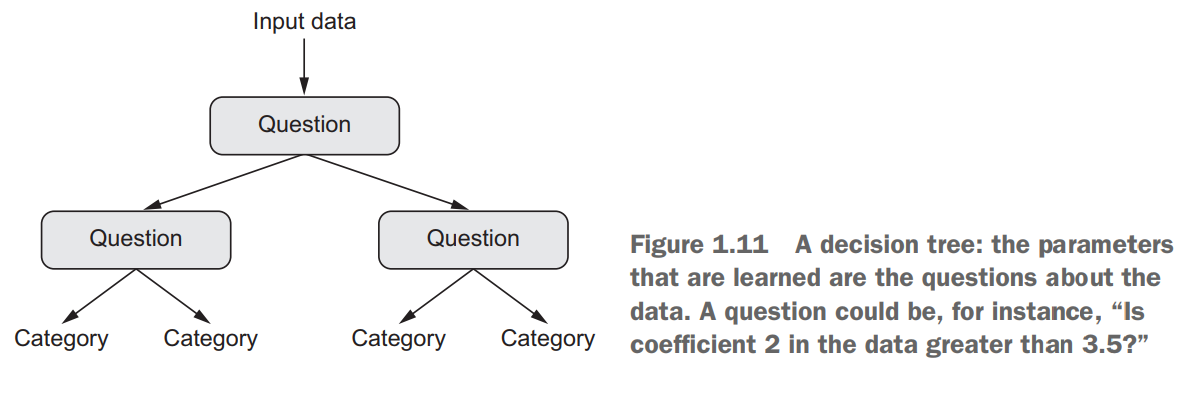 Input data
Question
Question
Question
Category
Category
Category
Category
Figure 1.11 A decision tree: the parameters
that are learned are the questions about the
data. A question could be, for instance, “Is
coefficient 2 in the data greater than 3.5?”